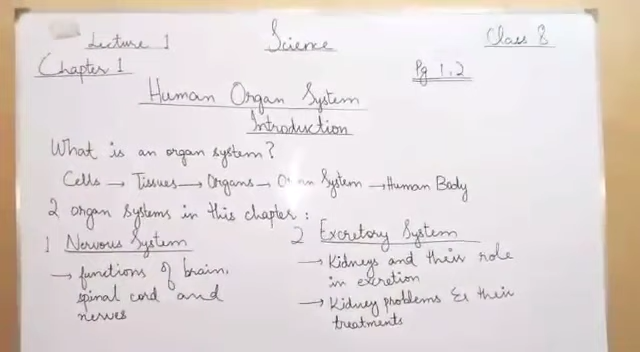 Lecture 1 Science Class 8
Chapter 1 Pg 1,2
Human Organ System
Introduction
What is an organ system?
Cells → Tissues → Organs → System → Human Body
2 organ systems in this chapter:
1 Nervous System
→ functions of brain,
spinal cord and
nerves
2 Excretory System
→ Kidneys and their role
in excretion
→ Kidney problems & their
treatments